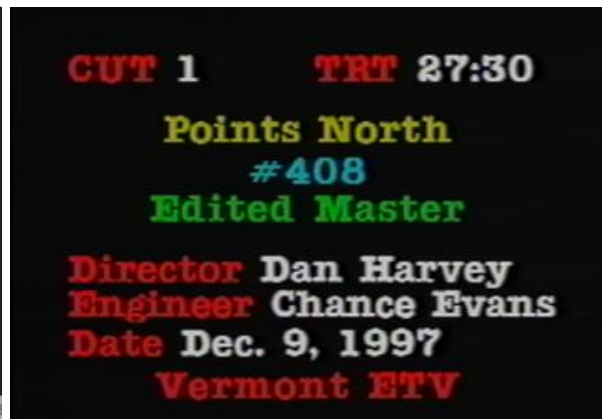 CUT 1 TRT 27:30
Points North
#408
Edited Master
Director Dan Harvey
Engineer Chance Evans
Date Dec. 9, 1997
Vermont ETV